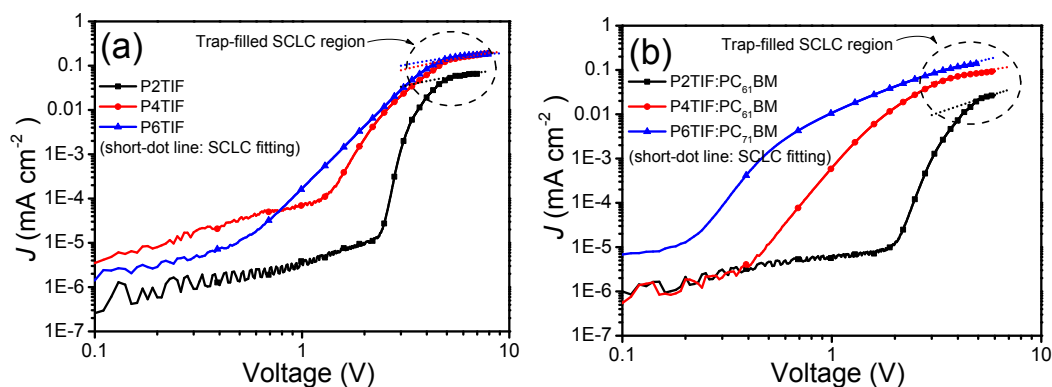 (a)
Trap-filled SCLC region
P2TIF
P4TIF
P6TIF
(short-dot line: SCLC fitting)
J (mA cm⁻²)
1
0.1
0.01
1E-3
1E-4
1E-5
1E-6
1E-7
0.1
1
10
Voltage (V)
(b)
Trap-filled SCLC region
P2TIF:PC₆₁BM
P4TIF:PC₆₁BM
P6TIF:PC₇₁BM
(short-dot line: SCLC fitting)
J (mA cm⁻²)
1
0.1
0.01
1E-3
1E-4
1E-5
1E-6
1E-7
0.1
1
10
Voltage (V)